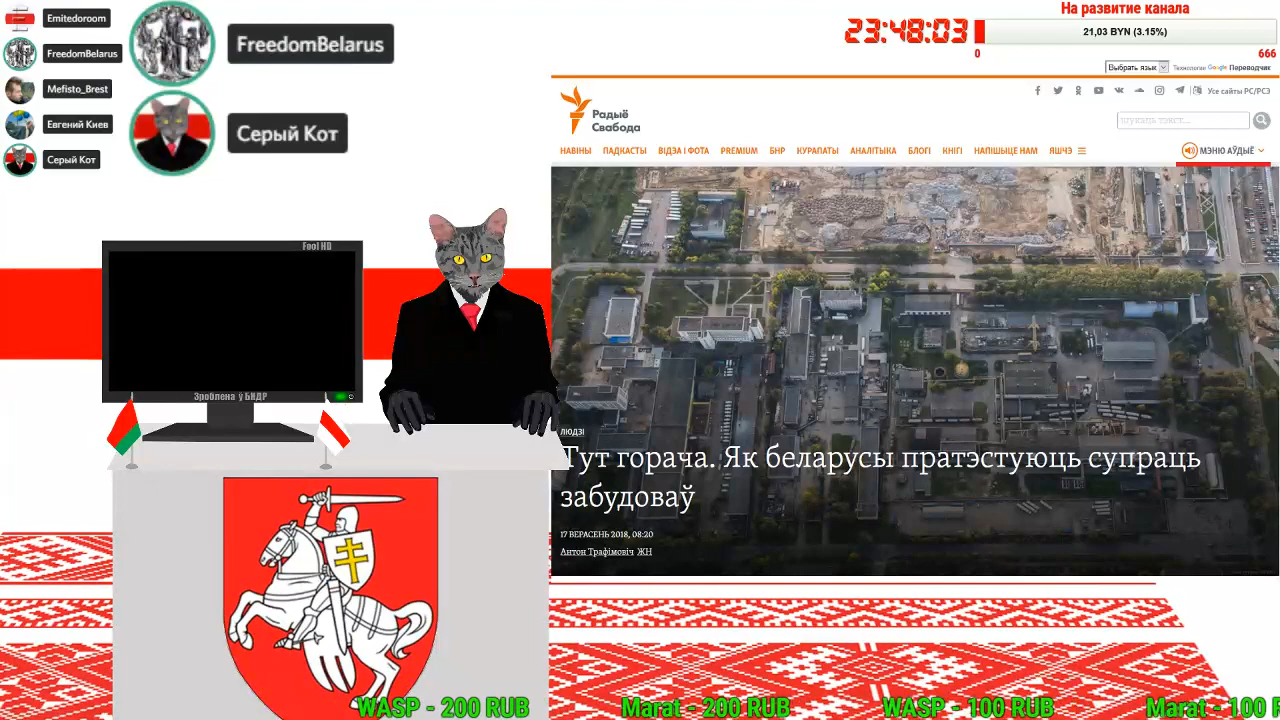 Emitedoroom
FreedomBelarus
Mefisto_Brest
Евгений Киев
Серый Кот
FreedomBelarus
Серый Кот
23:48:03
На развитие канала
21,03 BYN (3.15%)
0
666
Выбрать язык
Технологии Google Переводчик
Усе сайты РС/РСЭ
Радыё
Свабода
шукаць тэкст...
НАВІНЫ ПАДКАСТЫ ВІДЭА І ФОТА PREMIUM БНР КУРАПАТЫ АНАЛІТЫКА БЛОГІ КНІГІ НАПІШЫЦЕ НАМ ЯШЧЭ
МЭНЮ АЎДЫЁ
Fool HD
Зроблена ў БНДР
ЛЮДЗІ
Тут горача. Як беларусы пратэстуюць супраць
забудоваў
17 ВЕРАСЕНЬ 2018, 08:20
Антон Трафімовіч ЖН
WASP - 200 RUB Marat - 200 RUB WASP - 100 RUB Marat - 100 R